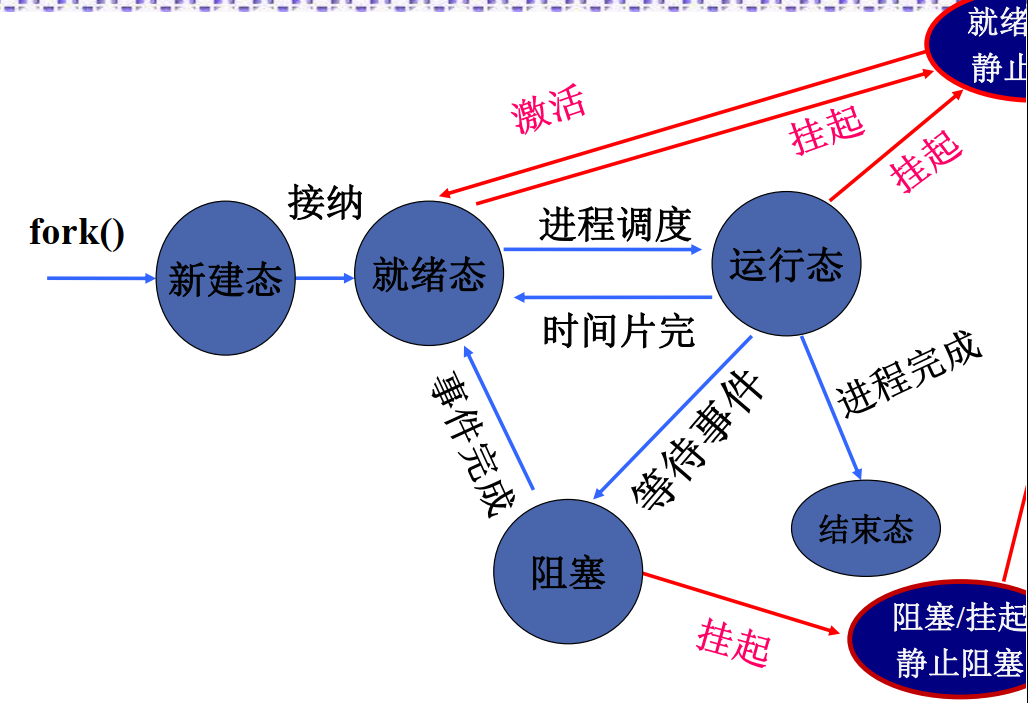 就绪
静止
激活
挂起
挂起
接纳
fork()
进程调度
新建态
就绪态
运行态
时间片完
进程完成
事件完成
等待事件
结束态
阻塞
挂起
阻塞/挂起
静止阻塞